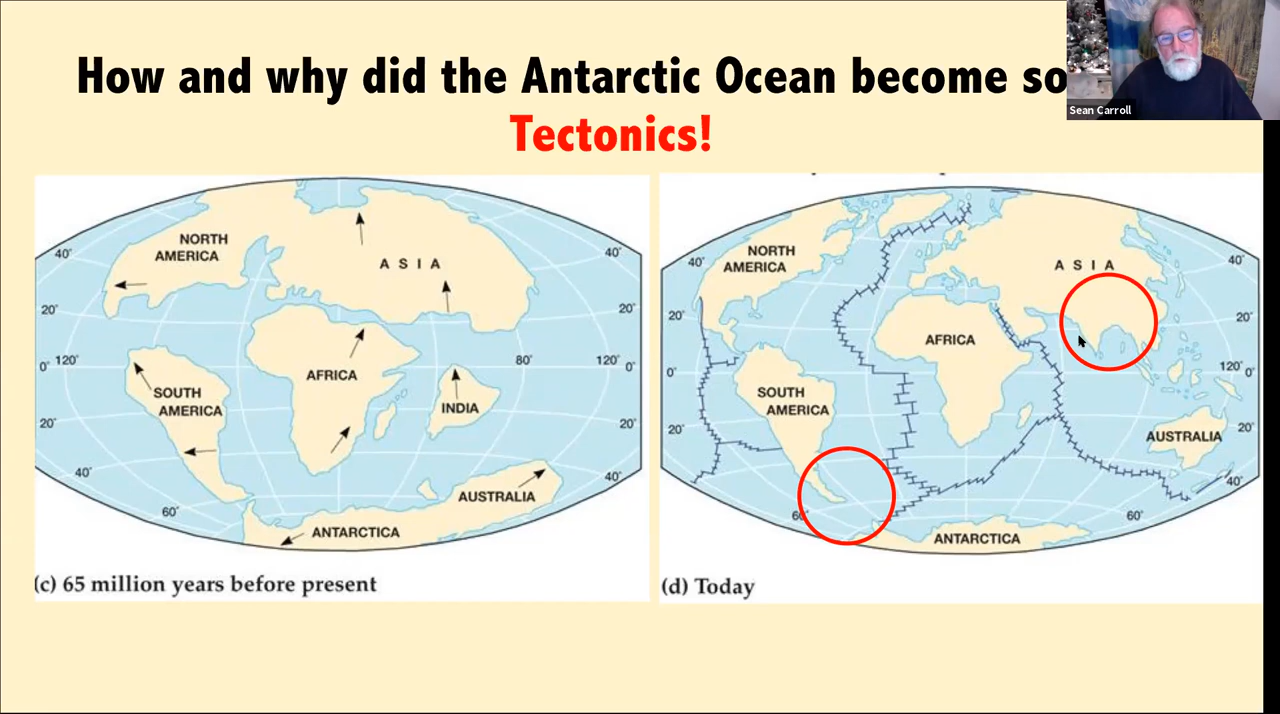 How and why did the Antarctic Ocean become so
Tectonics!
Sean Carroll
NORTH
AMERICA
ASIA
AFRICA
SOUTH
AMERICA
INDIA
AUSTRALIA
ANTARCTICA
40°
20°
0°
120°
20°
40°
60°
40°
20°
80°
120°
0°
20°
40°
(c) 65 million years before present
NORTH
AMERICA
ASIA
AFRICA
SOUTH
AMERICA
AUSTRALIA
ANTARCTICA
40°
20°
0°
20°
40°
60°
40°
20°
120°
0°
20°
40°
60°
(d) Today